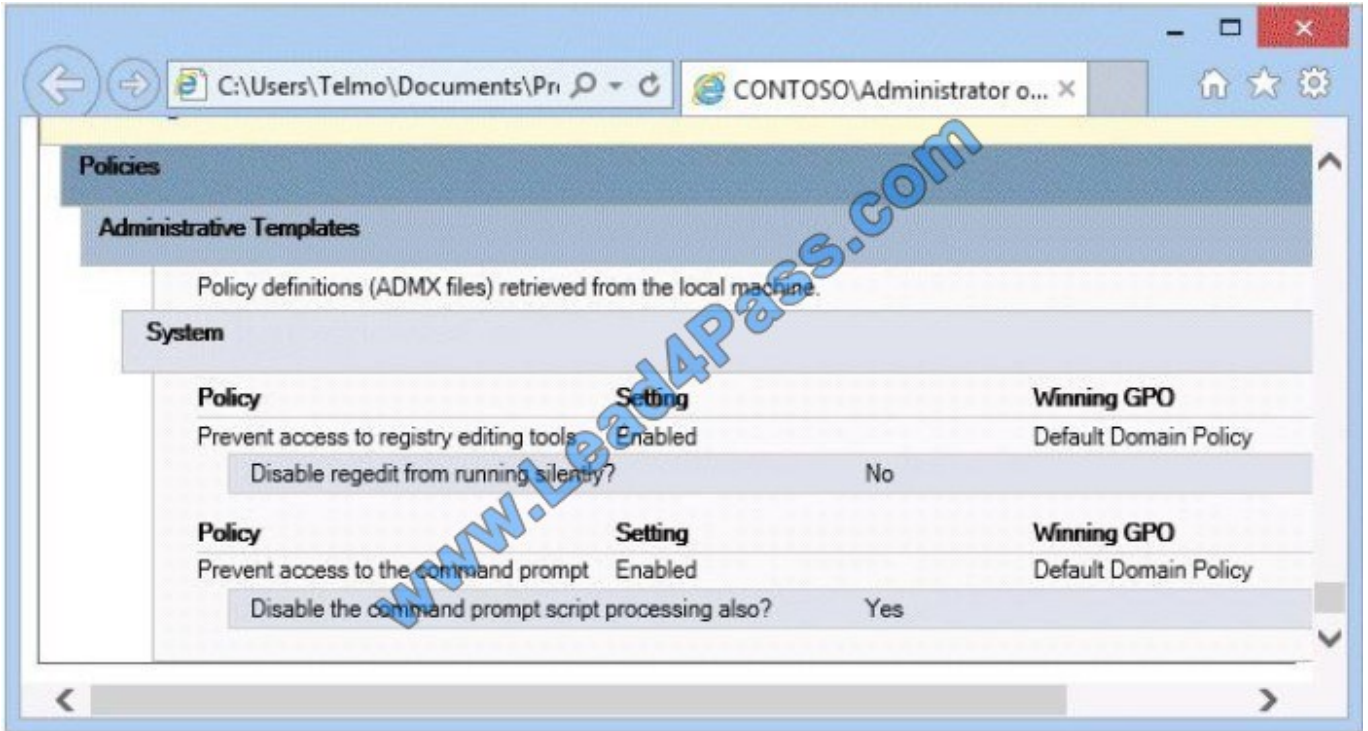 C:\Users\Telmo\Documents\Pr
CONTOSO\Administrator o...
Policies
Administrative Templates
Policy definitions (ADMX files) retrieved from the local machine.
System
Policy Setting Winning GPO
Prevent access to registry editing tools Enabled Default Domain Policy
Disable regedit from running silently? No
Policy Setting Winning GPO
Prevent access to the command prompt Enabled Default Domain Policy
Disable the command prompt script processing also? Yes
www.Lead4Pass.com